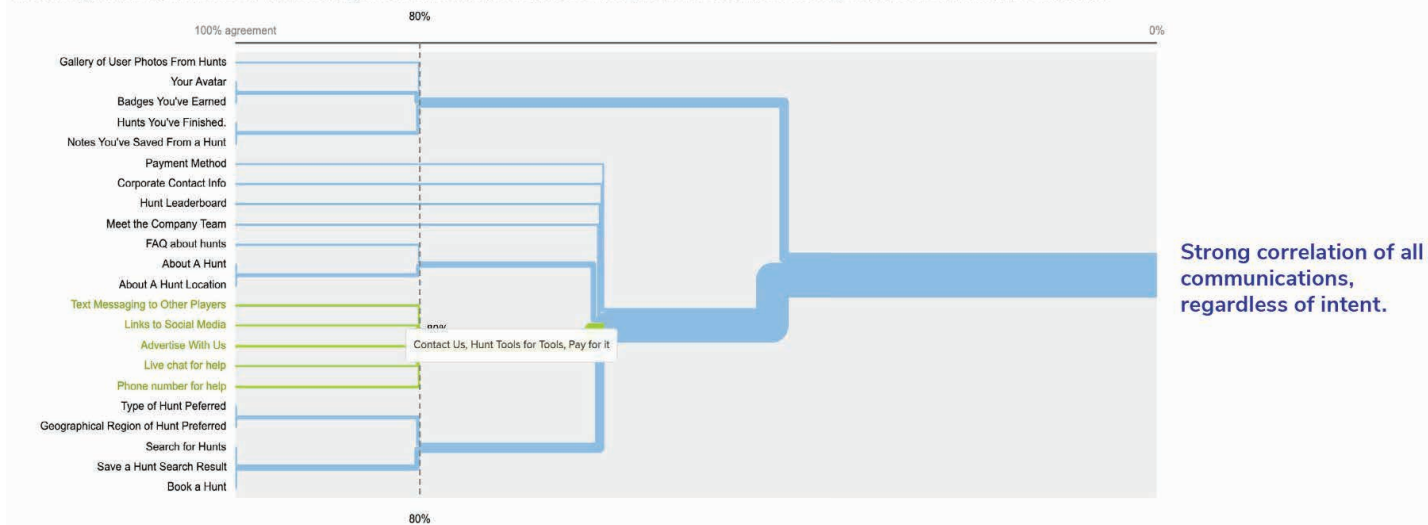 80%
100% agreement
0%
Gallery of User Photos From Hunts
Your Avatar
Badges You've Earned
Hunts You've Finished.
Notes You've Saved From a Hunt
Payment Method
Corporate Contact Info
Hunt Leaderboard
Meet the Company Team
FAQ about hunts
About A Hunt
About A Hunt Location
Text Messaging to Other Players
Links to Social Media
80%
Advertise With Us
Contact Us, Hunt Tools for Tools, Pay for it
Live chat for help
Phone number for help
Type of Hunt Peferred
Geographical Region of Hunt Preferred
Search for Hunts
Save a Hunt Search Result
Book a Hunt
80%
Strong correlation of all
communications,
regardless of intent.